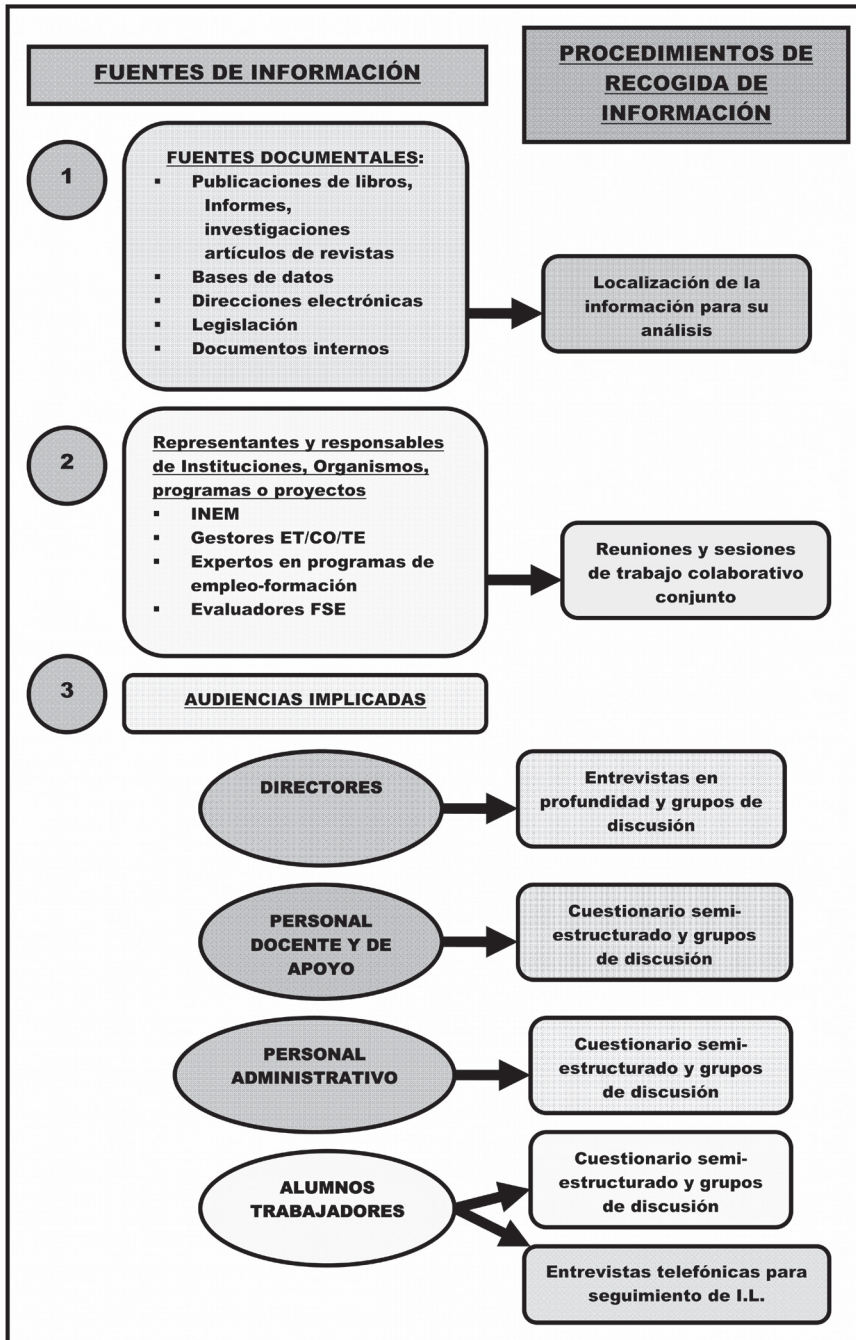 FUENTES DE INFORMACIÓN
PROCEDIMIENTOS DE
RECOGIDA DE
INFORMACIÓN
1
FUENTES DOCUMENTALES:
▪ Publicaciones de libros,
Informes,
investigaciones
artículos de revistas
▪ Bases de datos
▪ Direcciones electrónicas
▪ Legislación
▪ Documentos internos
Localización de la
información para su
análisis
2
Representantes y responsables
de Instituciones, Organismos,
programas o proyectos
▪ INEM
▪ Gestores ET/CO/TE
▪ Expertos en programas de
empleo-formación
▪ Evaluadores FSE
Reuniones y sesiones
de trabajo colaborativo
conjunto
3
AUDIENCIAS IMPLICADAS
DIRECTORES
Entrevistas en
profundidad y grupos de
discusión
PERSONAL
DOCENTE Y DE
APOYO
Cuestionario semi-
estructurado y grupos
de discusión
PERSONAL
ADMINISTRATIVO
Cuestionario semi-
estructurado y grupos
de discusión
ALUMNOS
TRABAJADORES
Cuestionario semi-
estructurado y grupos
de discusión
Entrevistas telefónicas para
seguimiento de I.L.